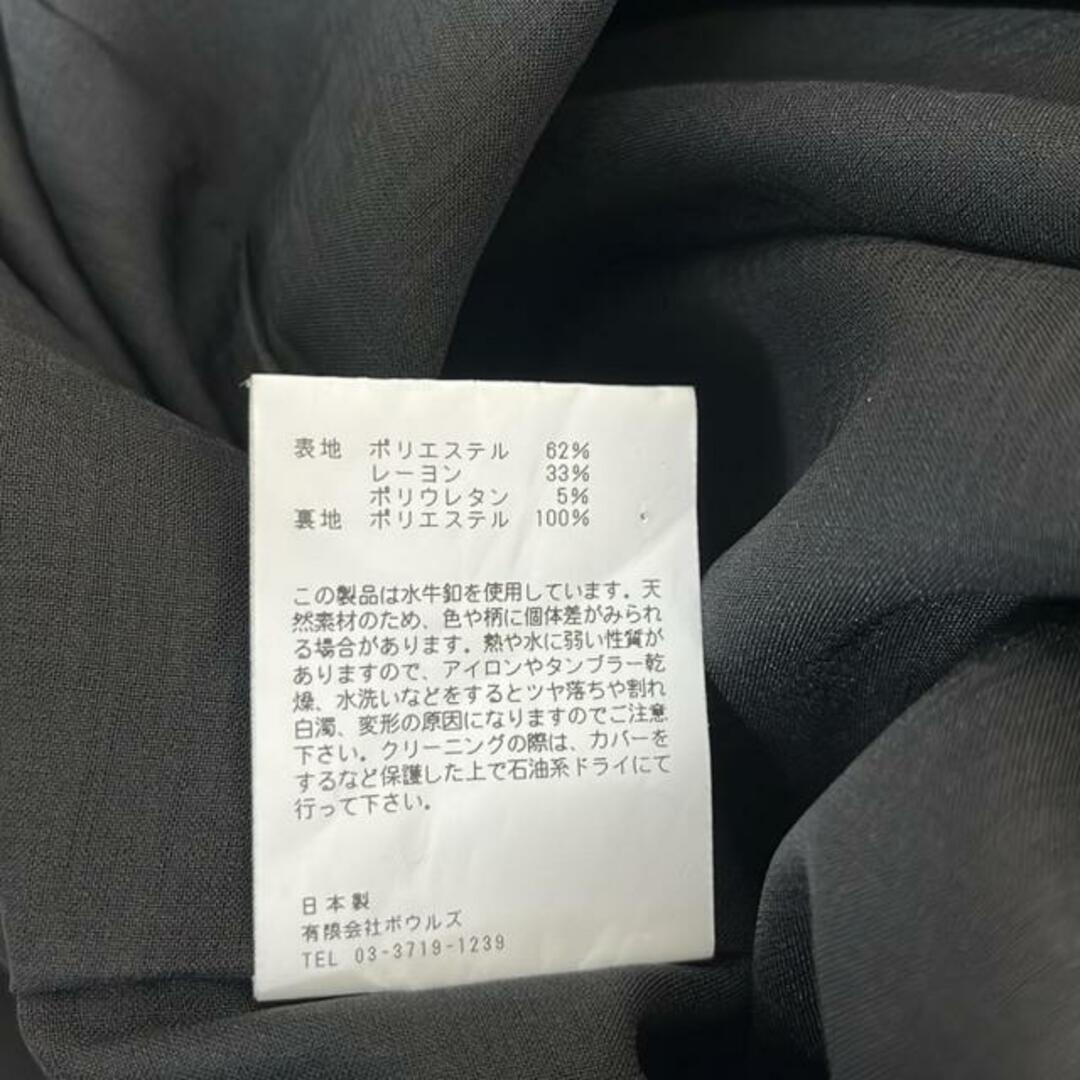 表地 ポリエステル 62%
レーヨン 33%
ポリウレタン 5%
裏地 ポリエステル 100%
この製品は水牛釦を使用しています。天
然素材のため、色や柄に個体差がみられ
る場合があります。熱や水に弱い性質が
ありますので、アイロンやタンブラー乾
燥、水洗いなどをするとツヤ落ちや割れ
白濁、変形の原因になりますのでご注意
下さい。クリーニングの際は、カバーを
するなど保護した上で石油系ドライにて
行って下さい。
日本製
有限会社ボウルズ
TEL 03-3719-1239